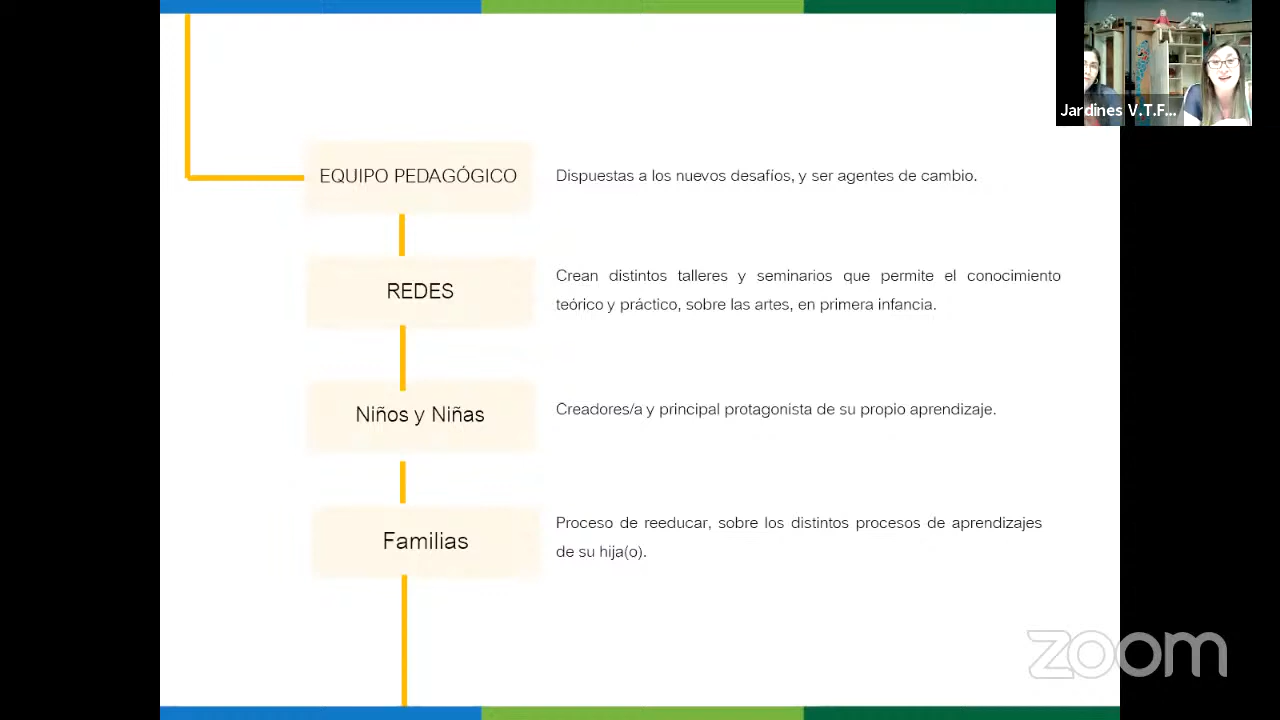 Jardines V.T.F...
EQUIPO PEDAGÓGICO
Dispuestas a los nuevos desafíos, y ser agentes de cambio.
REDES
Crean distintos talleres y seminarios que permite el conocimiento
teórico y práctico, sobre las artes, en primera infancia.
Niños y Niñas
Creadores/a y principal protagonista de su propio aprendizaje.
Familias
Proceso de reeducar, sobre los distintos procesos de aprendizajes
de su hija(o).
zoom